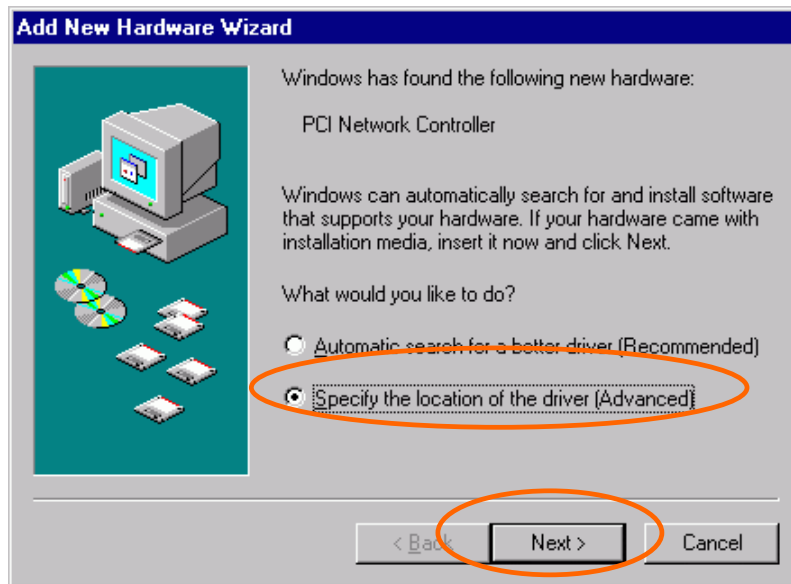 Add New Hardware Wizard
Windows has found the following new hardware:
PCI Network Controller
Windows can automatically search for and install software
that supports your hardware. If your hardware came with
installation media, insert it now and click Next.
What would you like to do?
Automatic search for a better driver (Recommended)
Specify the location of the driver (Advanced)
< Back Next > Cancel